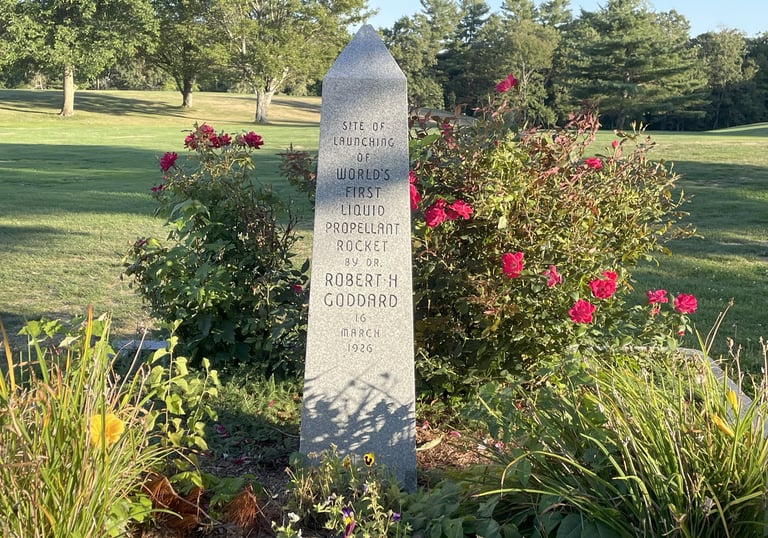 SITE OF
LAUNCHING
OF
WORLD'S
FIRST
LIQUID
PROPELLANT
ROCKET
BY DR.
ROBERT H
GODDARD
16
MARCH
1926